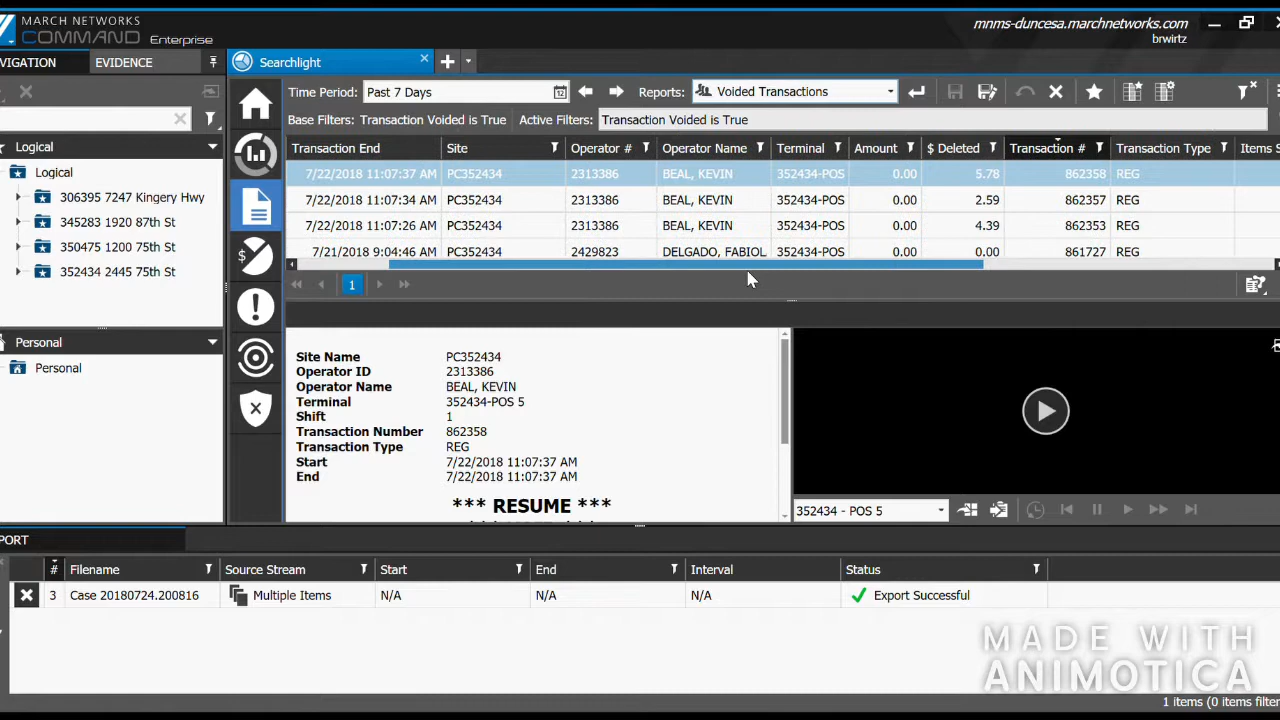 MARCH NETWORKS
COMMAND Enterprise
mnms-duncesa.marchnetworks.com
brwirtz
VIGATION EVIDENCE
Searchlight
Time Period: Past 7 Days Reports: Voided Transactions
Base Filters: Transaction Voided is True Active Filters: Transaction Voided is True
Transaction End Site Operator # Operator Name Terminal Amount $ Deleted Transaction # Transaction Type Items S
7/22/2018 11:07:37 AM PC352434 2313386 BEAL, KEVIN 352434-POS 0.00 5.78 862358 REG
7/22/2018 11:07:34 AM PC352434 2313386 BEAL, KEVIN 352434-POS 0.00 2.59 862357 REG
7/22/2018 11:07:26 AM PC352434 2313386 BEAL, KEVIN 352434-POS 0.00 4.39 862353 REG
7/21/2018 9:04:46 AM PC352434 2429823 DELGADO, FABIOL 352434-POS 0.00 0.00 861727 REG
1
Logical
Logical
306395 7247 Kingery Hwy
345283 1920 87th St
350475 1200 75th St
352434 2445 75th St
Personal
Personal
Site Name PC352434
Operator ID 2313386
Operator Name BEAL, KEVIN
Terminal 352434-POS 5
Shift 1
Transaction Number 862358
Transaction Type REG
Start 7/22/2018 11:07:37 AM
End 7/22/2018 11:07:37 AM
*** RESUME ***
352434 - POS 5
PORT
# Filename Source Stream Start End Interval Status
3 Case 20180724.200816 Multiple Items N/A N/A N/A Export Successful
MADE WITH
ANIMOTICA
1 items (0 items filter